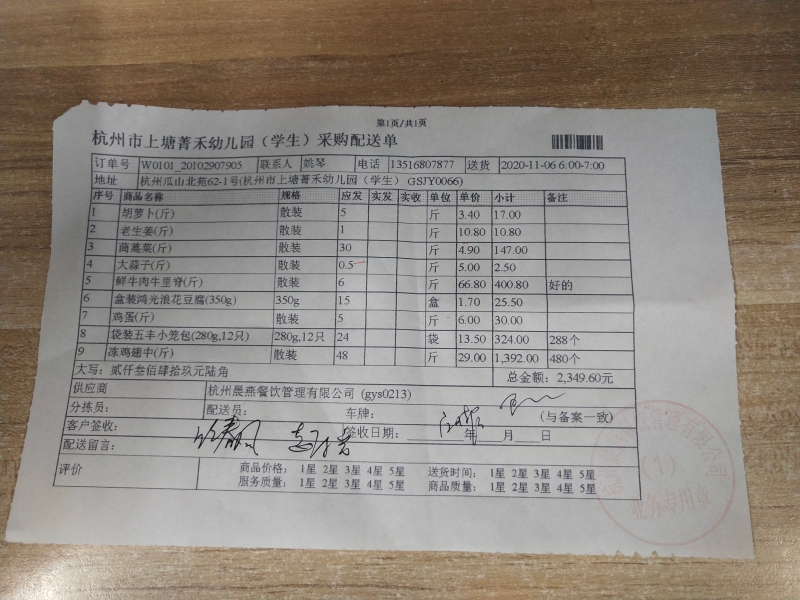 第1页/共1页
杭州市上塘菁禾幼儿园（学生）采购配送单
订单号 W0101_20102907905 联系人 姚琴 电话 13516807877 送货 2020-11-06 6:00-7:00
地址 杭州瓜山北苑62-1号(杭州市上塘菁禾幼儿园（学生） GSJY0066)
序号 商品名称 规格 应发 实发 实收 单位 单价 小计 备注
1 胡萝卜(斤) 散装 5 斤 3.40 17.00
2 老生姜(斤) 散装 1 斤 10.80 10.80
3 茼蒿菜(斤) 散装 30 斤 4.90 147.00
4 大蒜子(斤) 散装 0.5 斤 5.00 2.50
5 鲜牛肉牛里脊(斤) 散装 6 斤 66.80 400.80 好的
6 盒装鸿光浪花豆腐(350g) 350g 15 盒 1.70 25.50
7 鸡蛋(斤) 散装 5 斤 6.00 30.00
8 袋装五丰小笼包(280g,12只) 280g,12只 24 袋 13.50 324.00 288个
9 冻鸡翅中(斤) 散装 48 斤 29.00 1,392.00 480个
大写：贰仟叁佰肆拾玖元陆角 总金额：2,349.60元
供应商 杭州晨燕餐饮管理有限公司 (gys0213)
分拣员： 配送员： 车牌： (与备案一致)
客户签收： 签收日期： 年 月 日
配送留言：
评价 商品价格： 1星 2星 3星 4星 5星 送货时间： 1星 2星 3星 4星 5星
服务质量： 1星 2星 3星 4星 5星 商品质量： 1星 2星 3星 4星 5星
管理有限公司
(1)
业务专用章